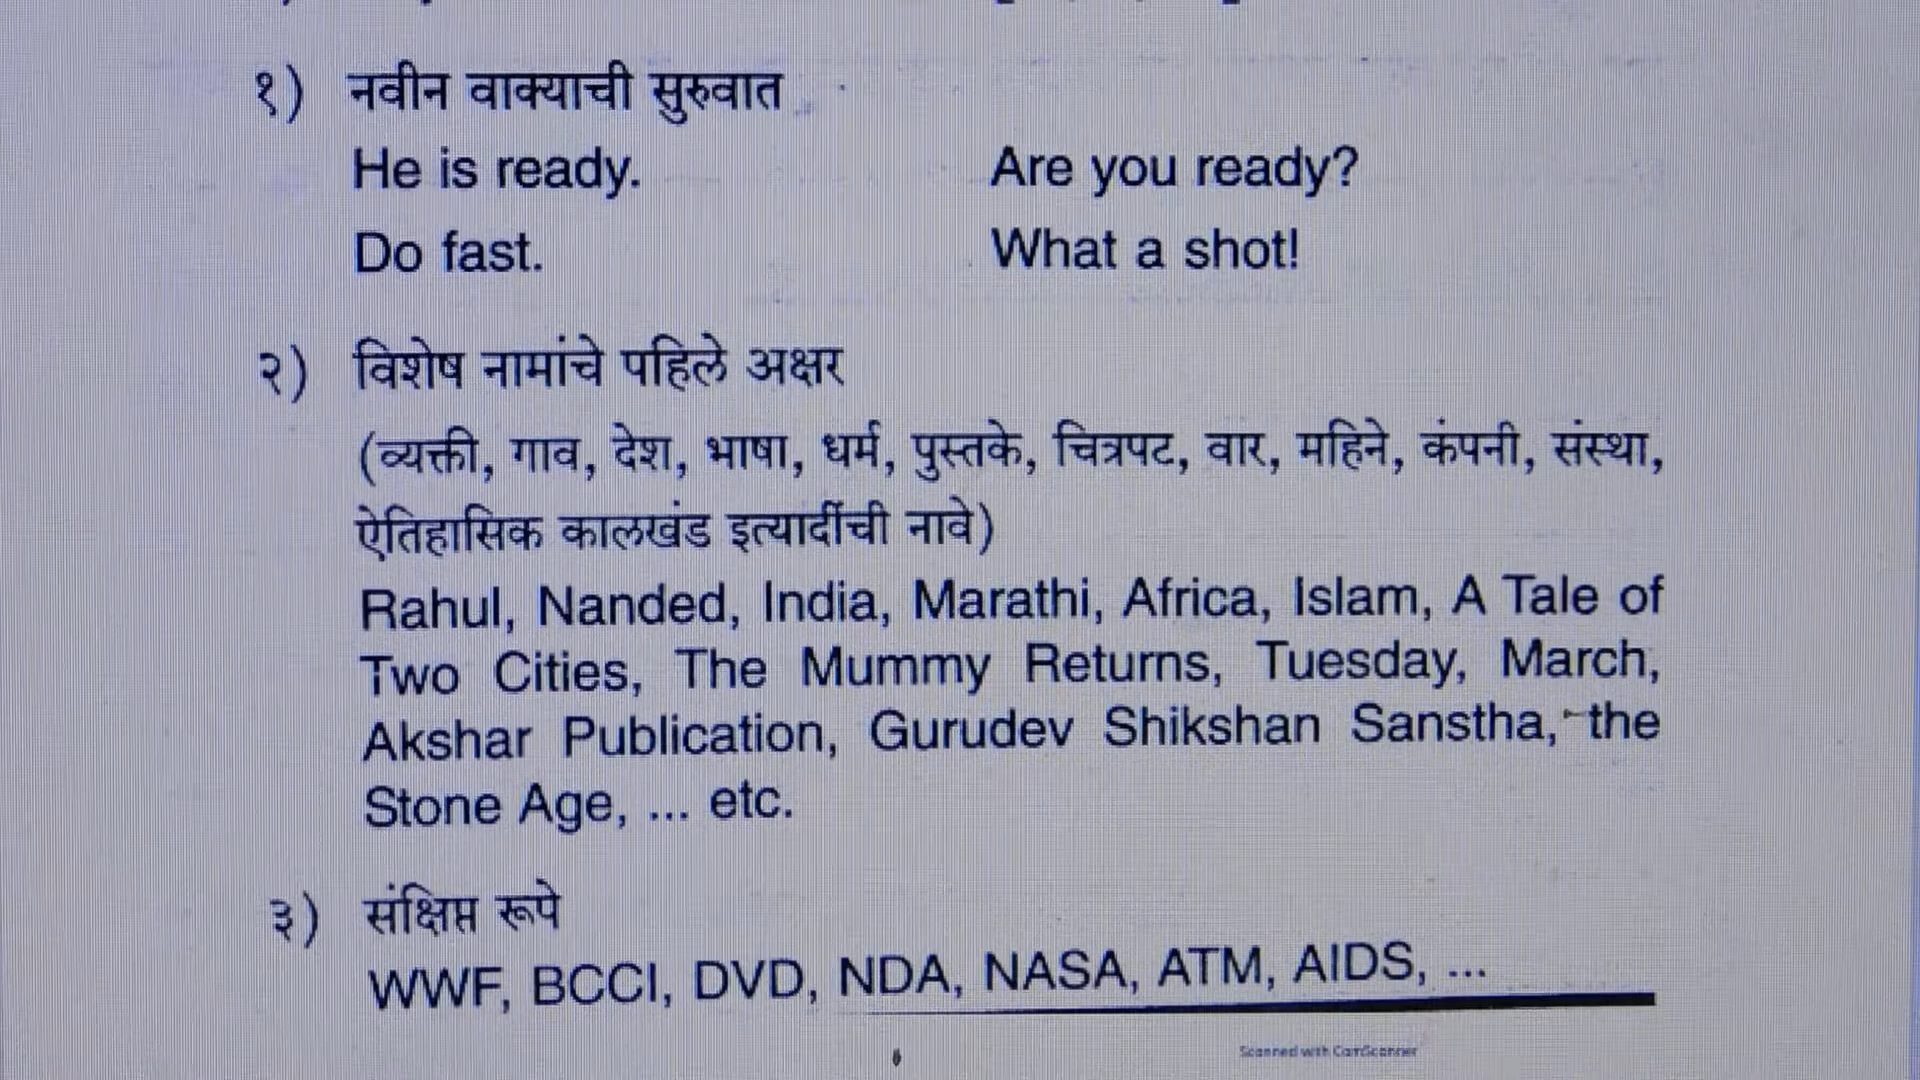 १) नवीन वाक्याची सुरुवात
He is ready. Are you ready?
Do fast. What a shot!
२) विशेष नामांचे पहिले अक्षर
(व्यक्ती, गाव, देश, भाषा, धर्म, पुस्तके, चित्रपट, वार, महिने, कंपनी, संस्था,
ऐतिहासिक कालखंड इत्यादींची नावे)
Rahul, Nanded, India, Marathi, Africa, Islam, A Tale of
Two Cities, The Mummy Returns, Tuesday, March,
Akshar Publication, Gurudev Shikshan Sanstha, the
Stone Age, ... etc.
३) संक्षिप्त रूपे
WWF, BCCI, DVD, NDA, NASA, ATM, AIDS, ...
Scanned with CamScanner